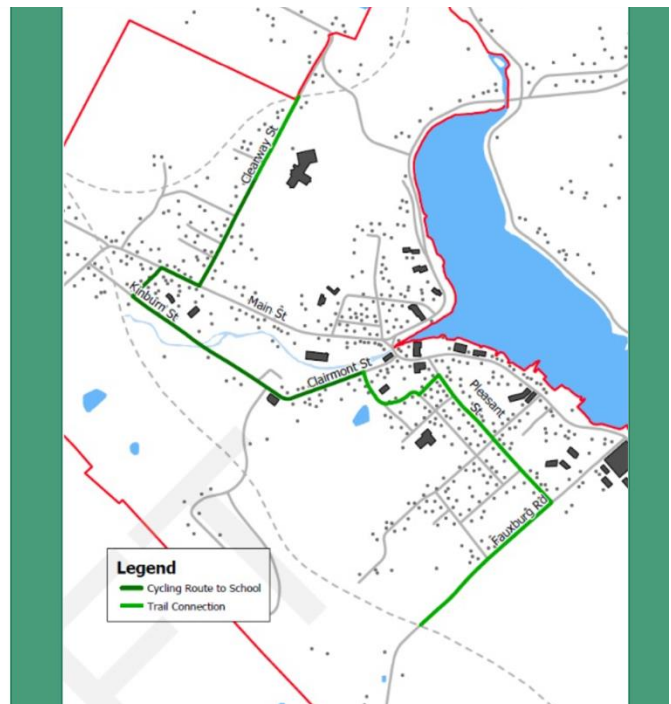 Clearway St
Kinburn St
Main St
Clairmont St
Pleasant
St
Fauxburg Rd
Legend
Cycling Route to School
Trail Connection